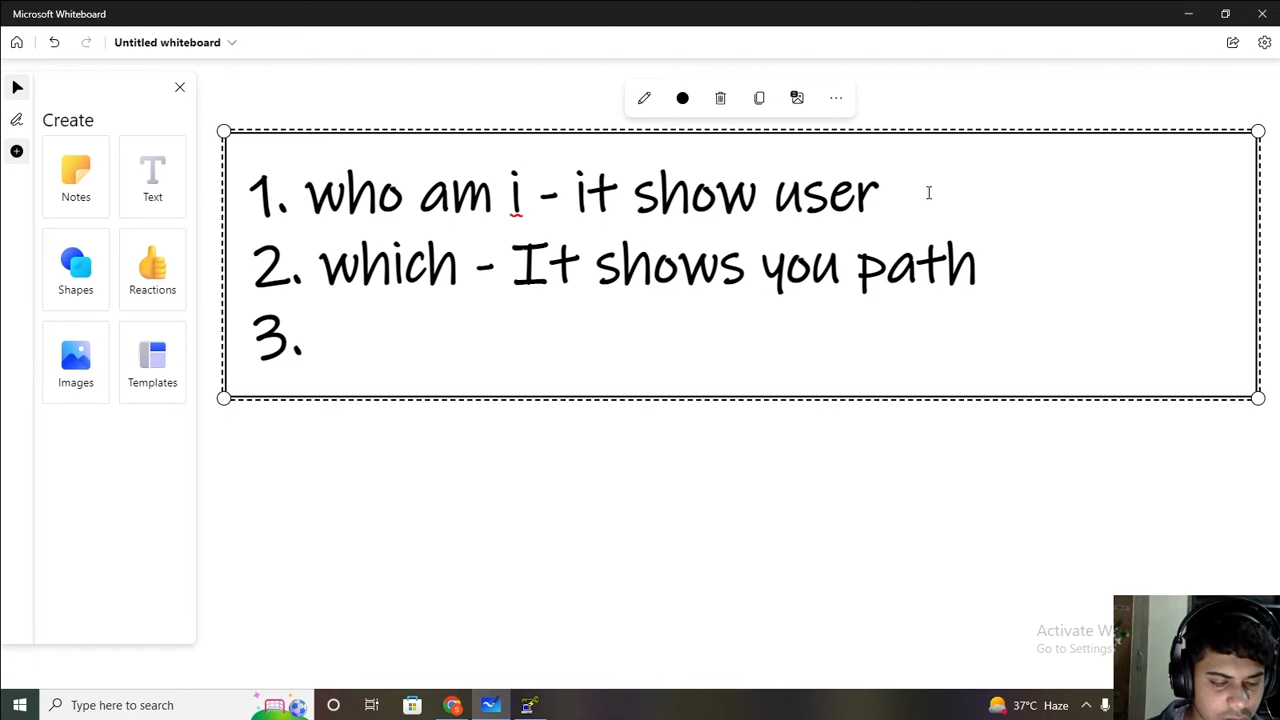 Microsoft Whiteboard
Untitled whiteboard
Create
Notes
Text
Shapes
Reactions
Images
Templates
1. who am i - it show user
2. which - It shows you path
3.
Activate W
Go to Settings
Type here to search
37°C Haze